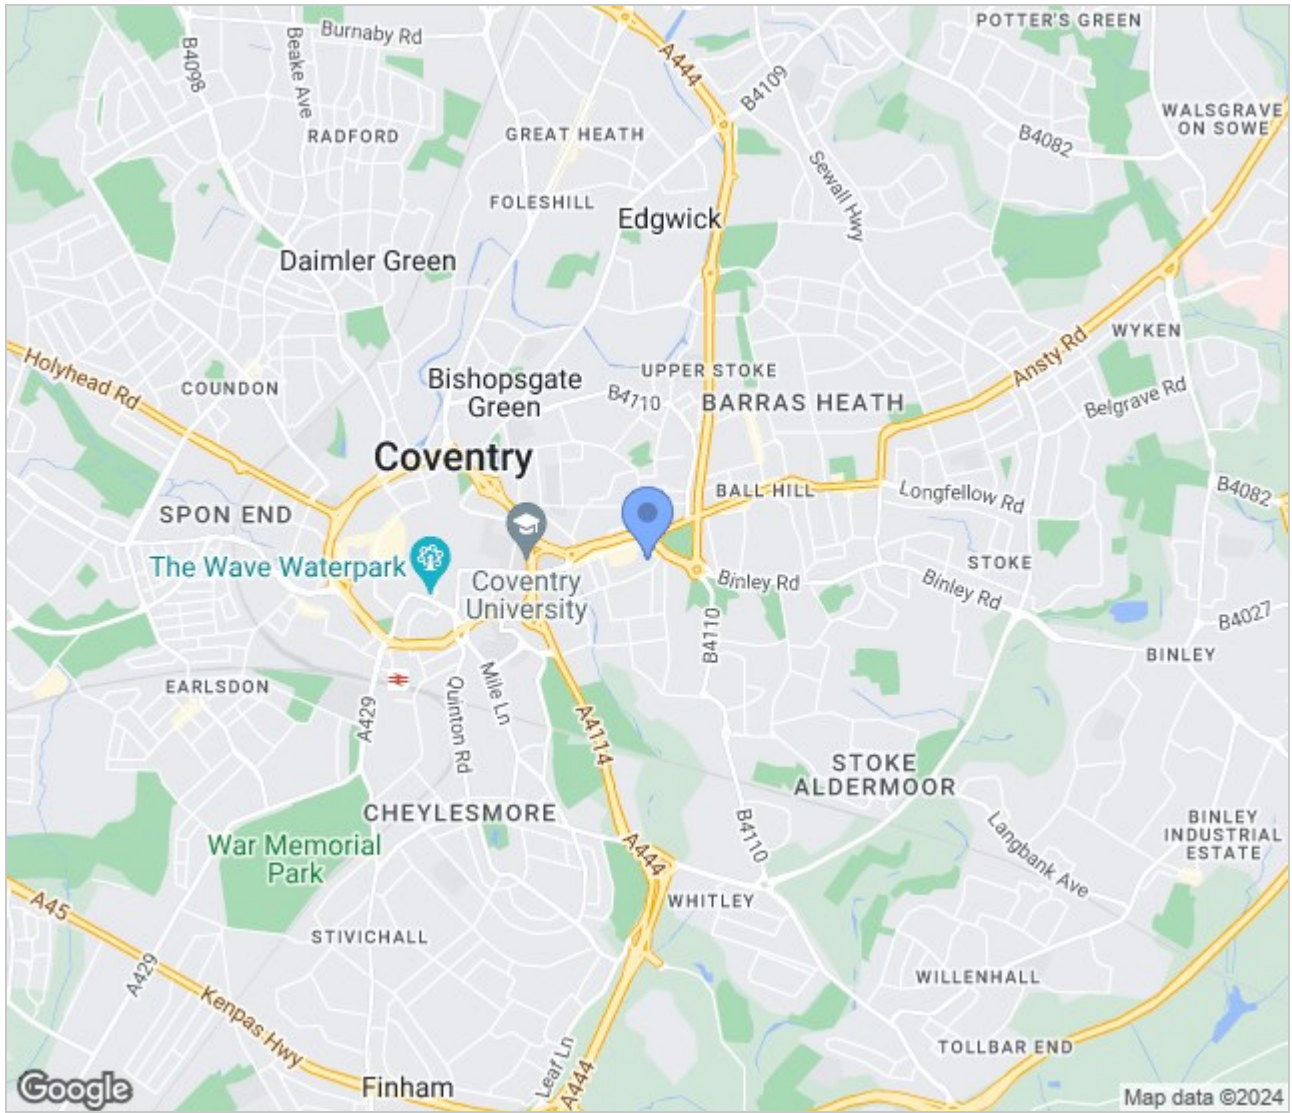 POTTER'S GREEN
Burnaby Rd
B4098
Beake Ave
A444
B4109
WALSGRAVE
ON SOWE
RADFORD
GREAT HEATH
B4082
Sewall Hwy
FOLESHILL
Edgwick
Daimler Green
WYKEN
Ansty Rd
Holyhead Rd
COUNDON
Bishopsgate
Green
UPPER STOKE
B4710
BARRAS HEATH
Belgrave Rd
Coventry
BALL HILL
Longfellow Rd
B4082
SPON END
The Wave Waterpark
Coventry
University
Binley Rd
STOKE
Binley Rd
B4027
B4110
BINLEY
EARLSDON
A429
Quinton Rd
Mile Ln
A4114
STOKE
ALDERMOOR
CHEYLESMORE
B4110
Langbank Ave
BINLEY
INDUSTRIAL
ESTATE
War Memorial
Park
A444
WHITLEY
A45
STIVICHALL
A429
WILLENHALL
Kenpas Hwy
TOLLBAR END
Leaf Ln
A444
Finham
Google
Map data ©2024